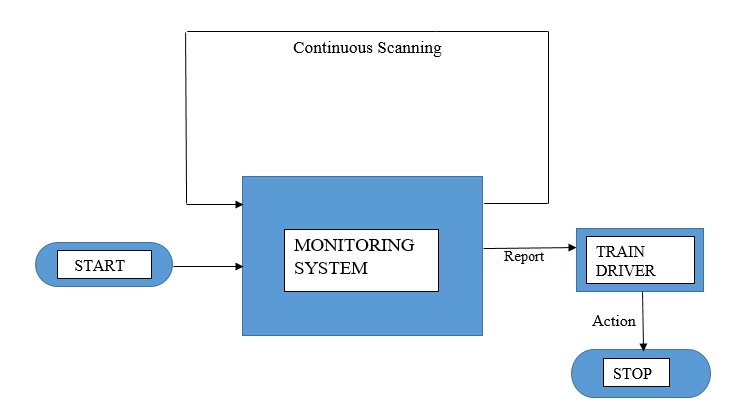 Continuous Scanning
MONITORING
SYSTEM
START
Report
TRAIN
DRIVER
Action
STOP